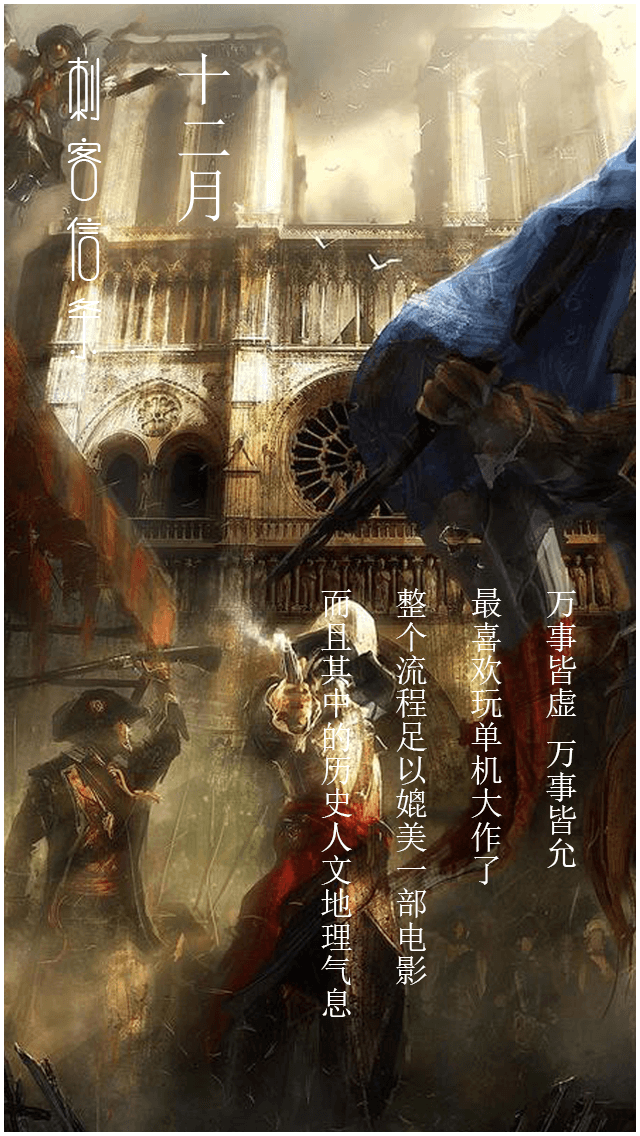 十二月
刺客信条
万事皆虚 万事皆允
最喜欢玩单机大作了
整个流程足以媲美一部电影
而且其中的历史人文地理气息